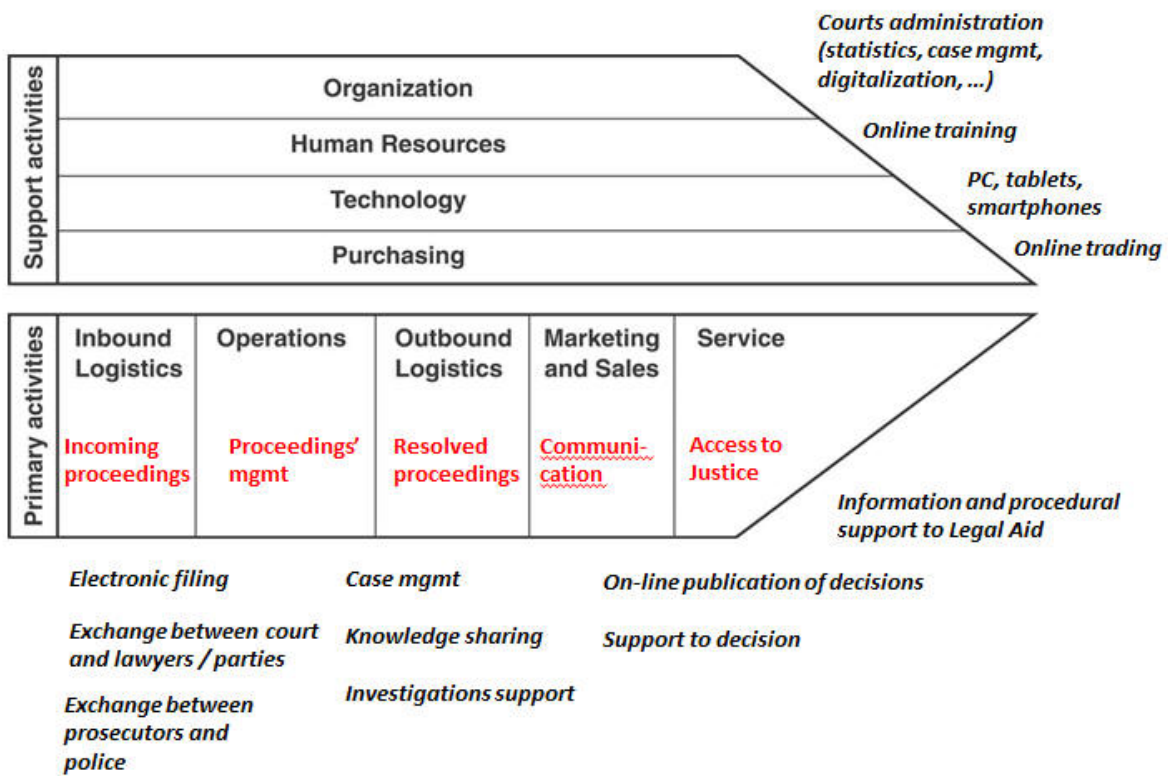 Courts administration
(statistics, case mgmt,
digitalization, ...)
Support activities
Organization
Human Resources
Online training
Technology
PC, tablets,
smartphones
Purchasing
Online trading
Primary activities
Inbound
Logistics
Operations
Outbound
Logistics
Marketing
and Sales
Service
Incoming
proceedings
Proceedings'
mgmt
Resolved
proceedings
Communi-
cation
Access to
Justice
Information and procedural
support to Legal Aid
Electronic filing
Exchange between court
and lawyers / parties
Exchange between
prosecutors and
police
Case mgmt
Knowledge sharing
Investigations support
On-line publication of decisions
Support to decision